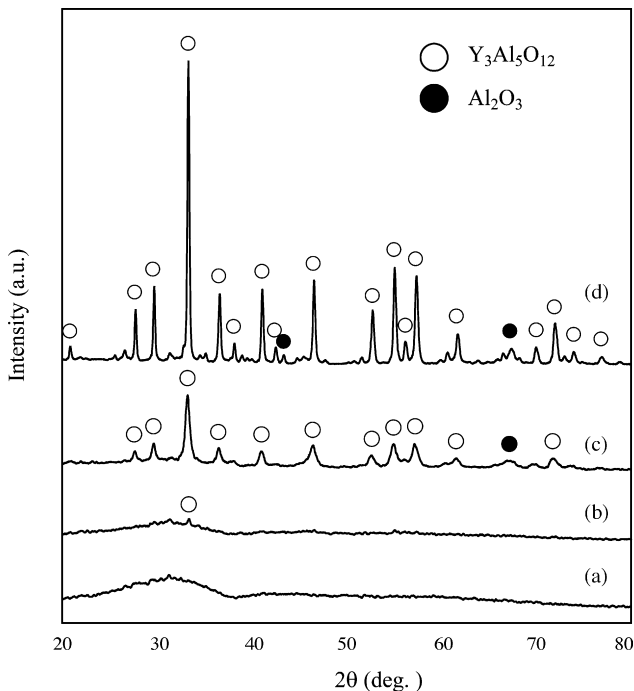 Y₃Al₅O₁₂
Al₂O₃
Intensity (a.u.)
(d)
(c)
(b)
(a)
20 30 40 50 60 70 80
2θ (deg. )